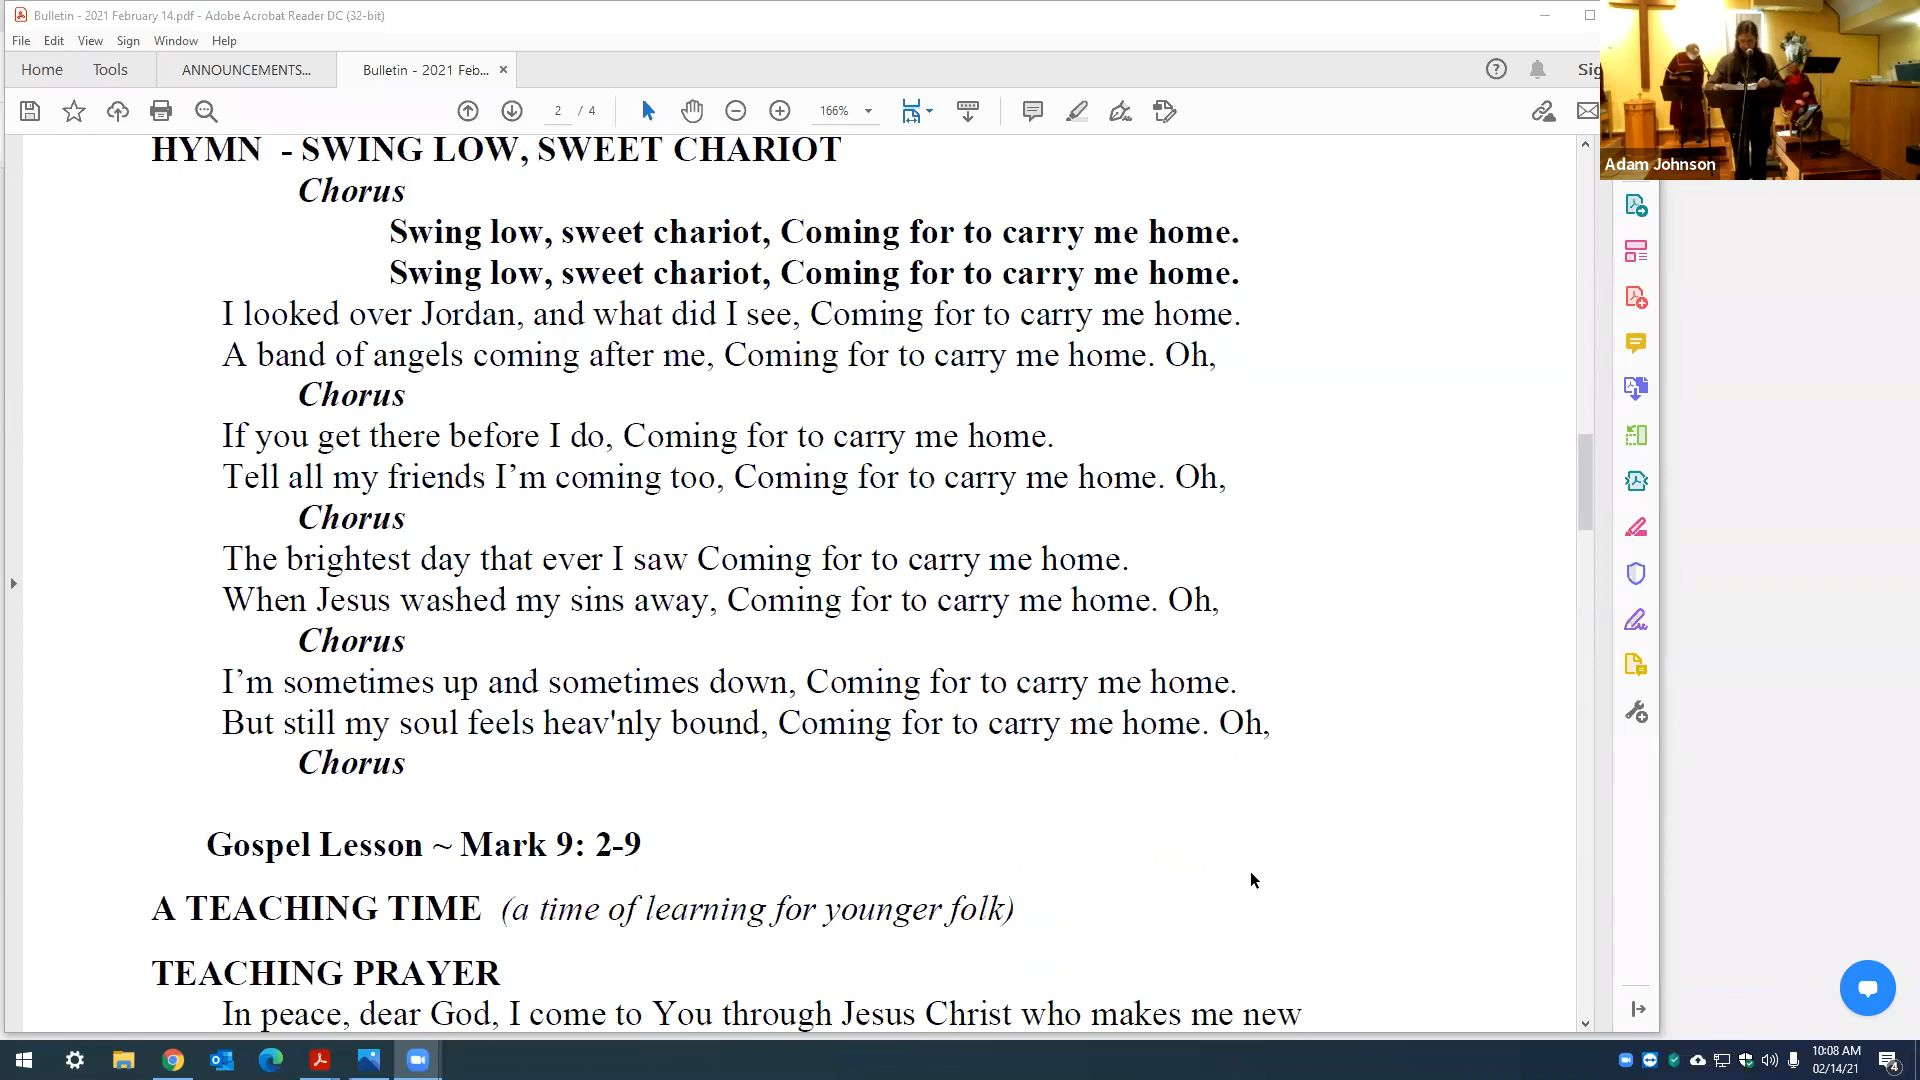 Bulletin - 2021 February 14.pdf - Adobe Acrobat Reader DC (32-bit)
File Edit View Sign Window Help
Home Tools ANNOUNCEMENTS... Bulletin - 2021 Feb... ×
2 / 4 166%
HYMN - SWING LOW, SWEET CHARIOT
Chorus
Swing low, sweet chariot, Coming for to carry me home.
Swing low, sweet chariot, Coming for to carry me home.
I looked over Jordan, and what did I see, Coming for to carry me home.
A band of angels coming after me, Coming for to carry me home. Oh,
Chorus
If you get there before I do, Coming for to carry me home.
Tell all my friends I’m coming too, Coming for to carry me home. Oh,
Chorus
The brightest day that ever I saw Coming for to carry me home.
When Jesus washed my sins away, Coming for to carry me home. Oh,
Chorus
I’m sometimes up and sometimes down, Coming for to carry me home.
But still my soul feels heav'nly bound, Coming for to carry me home. Oh,
Chorus
Gospel Lesson ~ Mark 9: 2-9
A TEACHING TIME (a time of learning for younger folk)
TEACHING PRAYER
In peace, dear God, I come to You through Jesus Christ who makes me new
Adam Johnson
10:08 AM
02/14/21
4